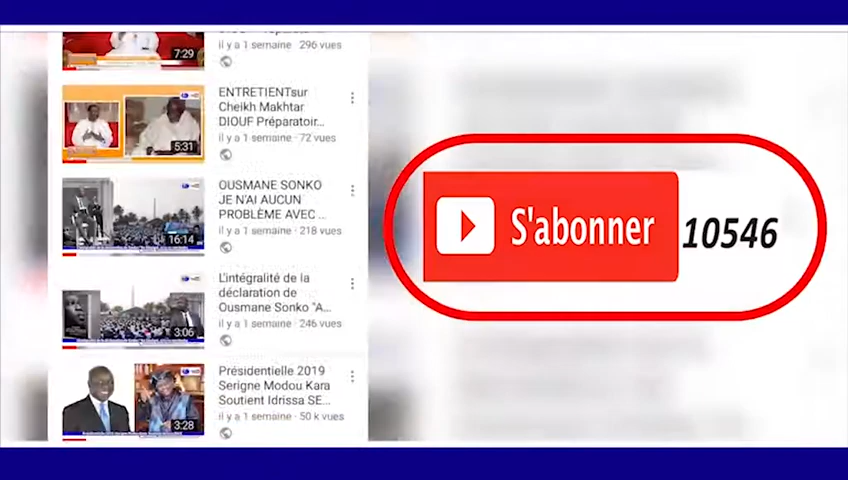 il y a 1 semaine · 296 vues
7:29
ENTRETIENTsur
Cheikh Makhtar
DIOUF Préparatoir...
il y a 1 semaine · 72 vues
5:31
OUSMANE SONKO
JE N'AI AUCUN
PROBLÈME AVEC ...
il y a 1 semaine · 218 vues
16:14
L'intégralité de la
déclaration de
Ousmane Sonko "A...
il y a 1 semaine · 246 vues
3:06
Présidentielle 2019
Serigne Modou Kara
Soutient Idrissa SE...
il y a 1 semaine · 50 k vues
3:28
S'abonner
10546